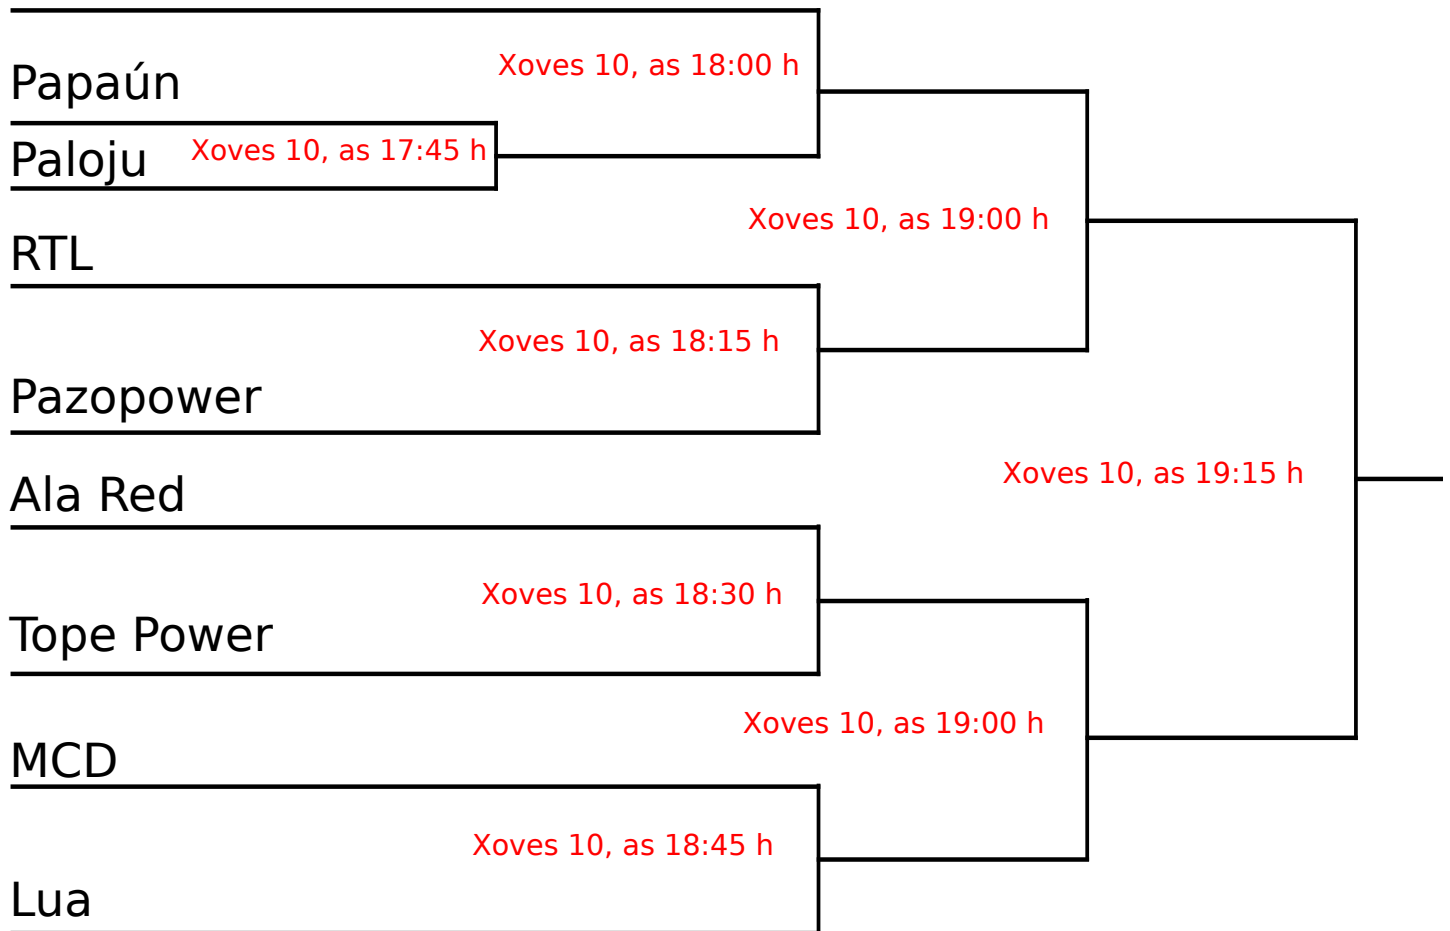 Xoves 10, as 18:00 h
Papaún
Paloju
Xoves 10, as 17:45 h
Xoves 10, as 19:00 h
RTL
Xoves 10, as 18:15 h
Pazopower
Xoves 10, as 19:15 h
Ala Red
Xoves 10, as 18:30 h
Tope Power
Xoves 10, as 19:00 h
MCD
Xoves 10, as 18:45 h
Lua